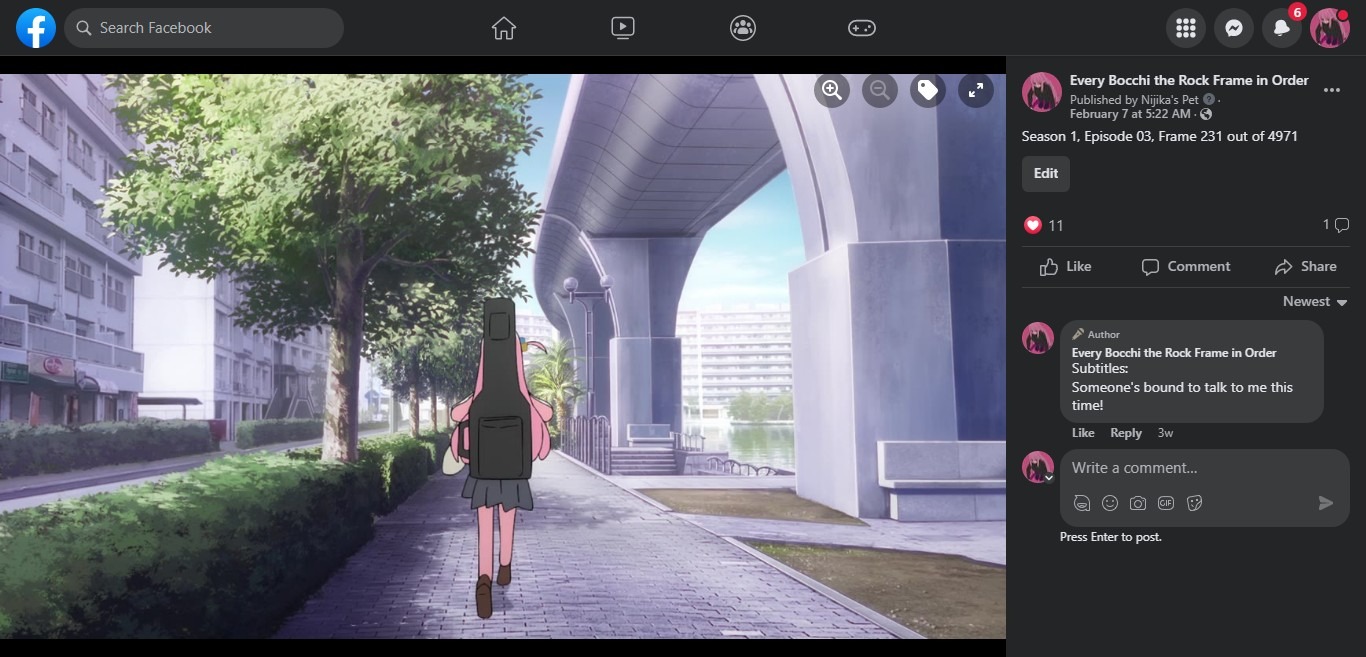 Search Facebook
6
Every Bocchi the Rock Frame in Order
Published by Nijika's Pet ·
February 7 at 5:22 AM ·
Season 1, Episode 03, Frame 231 out of 4971
Edit
11
1
Like
Comment
Share
Newest
Author
Every Bocchi the Rock Frame in Order
Subtitles:
Someone's bound to talk to me this
time!
Like
Reply
3w
Write a comment...
GIF
Press Enter to post.